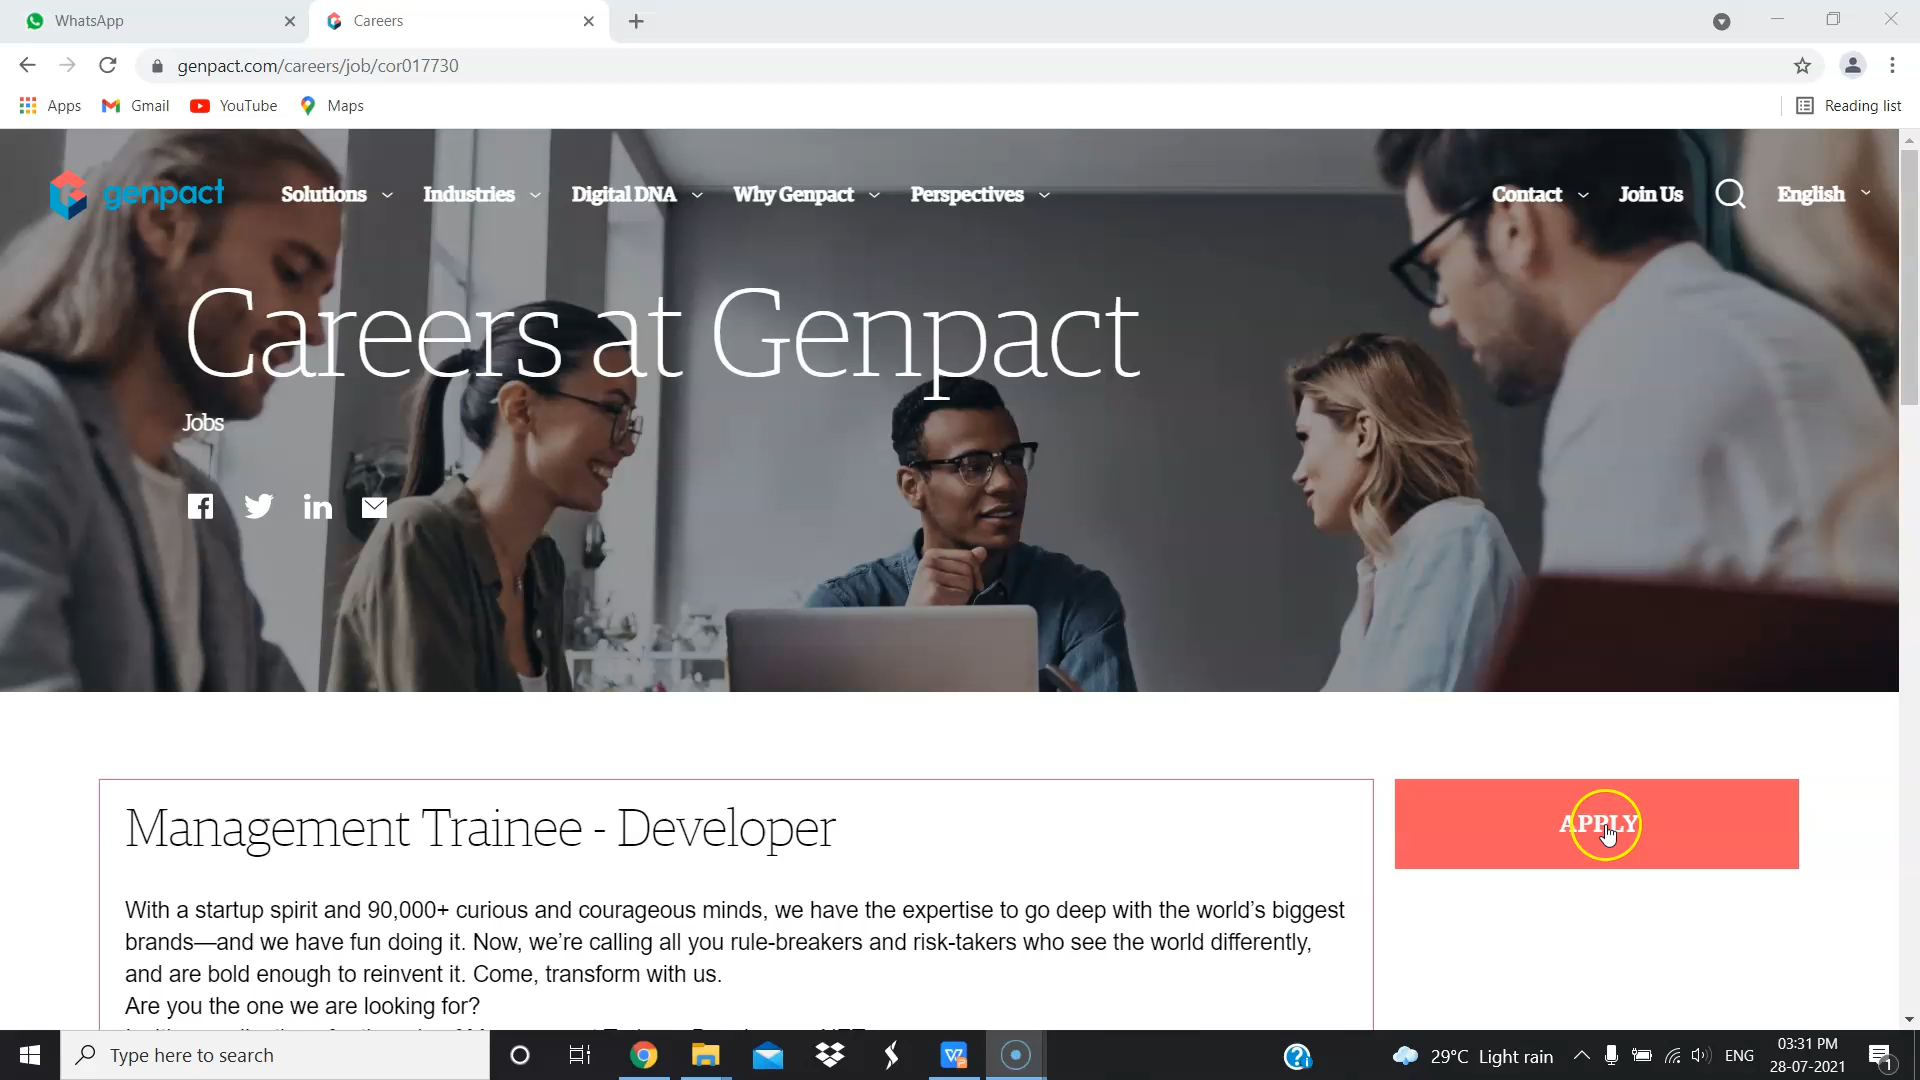 WhatsApp
Careers
genpact.com/careers/job/cor017730
Apps Gmail YouTube Maps Reading list
genpact Solutions Industries Digital DNA Why Genpact Perspectives Contact Join Us English
Careers at Genpact
Jobs
Management Trainee - Developer
APPLY
With a startup spirit and 90,000+ curious and courageous minds, we have the expertise to go deep with the world’s biggest
brands—and we have fun doing it. Now, we’re calling all you rule-breakers and risk-takers who see the world differently,
and are bold enough to reinvent it. Come, transform with us.
Are you the one we are looking for?
Type here to search
29°C Light rain
ENG
03:31 PM
28-07-2021
1